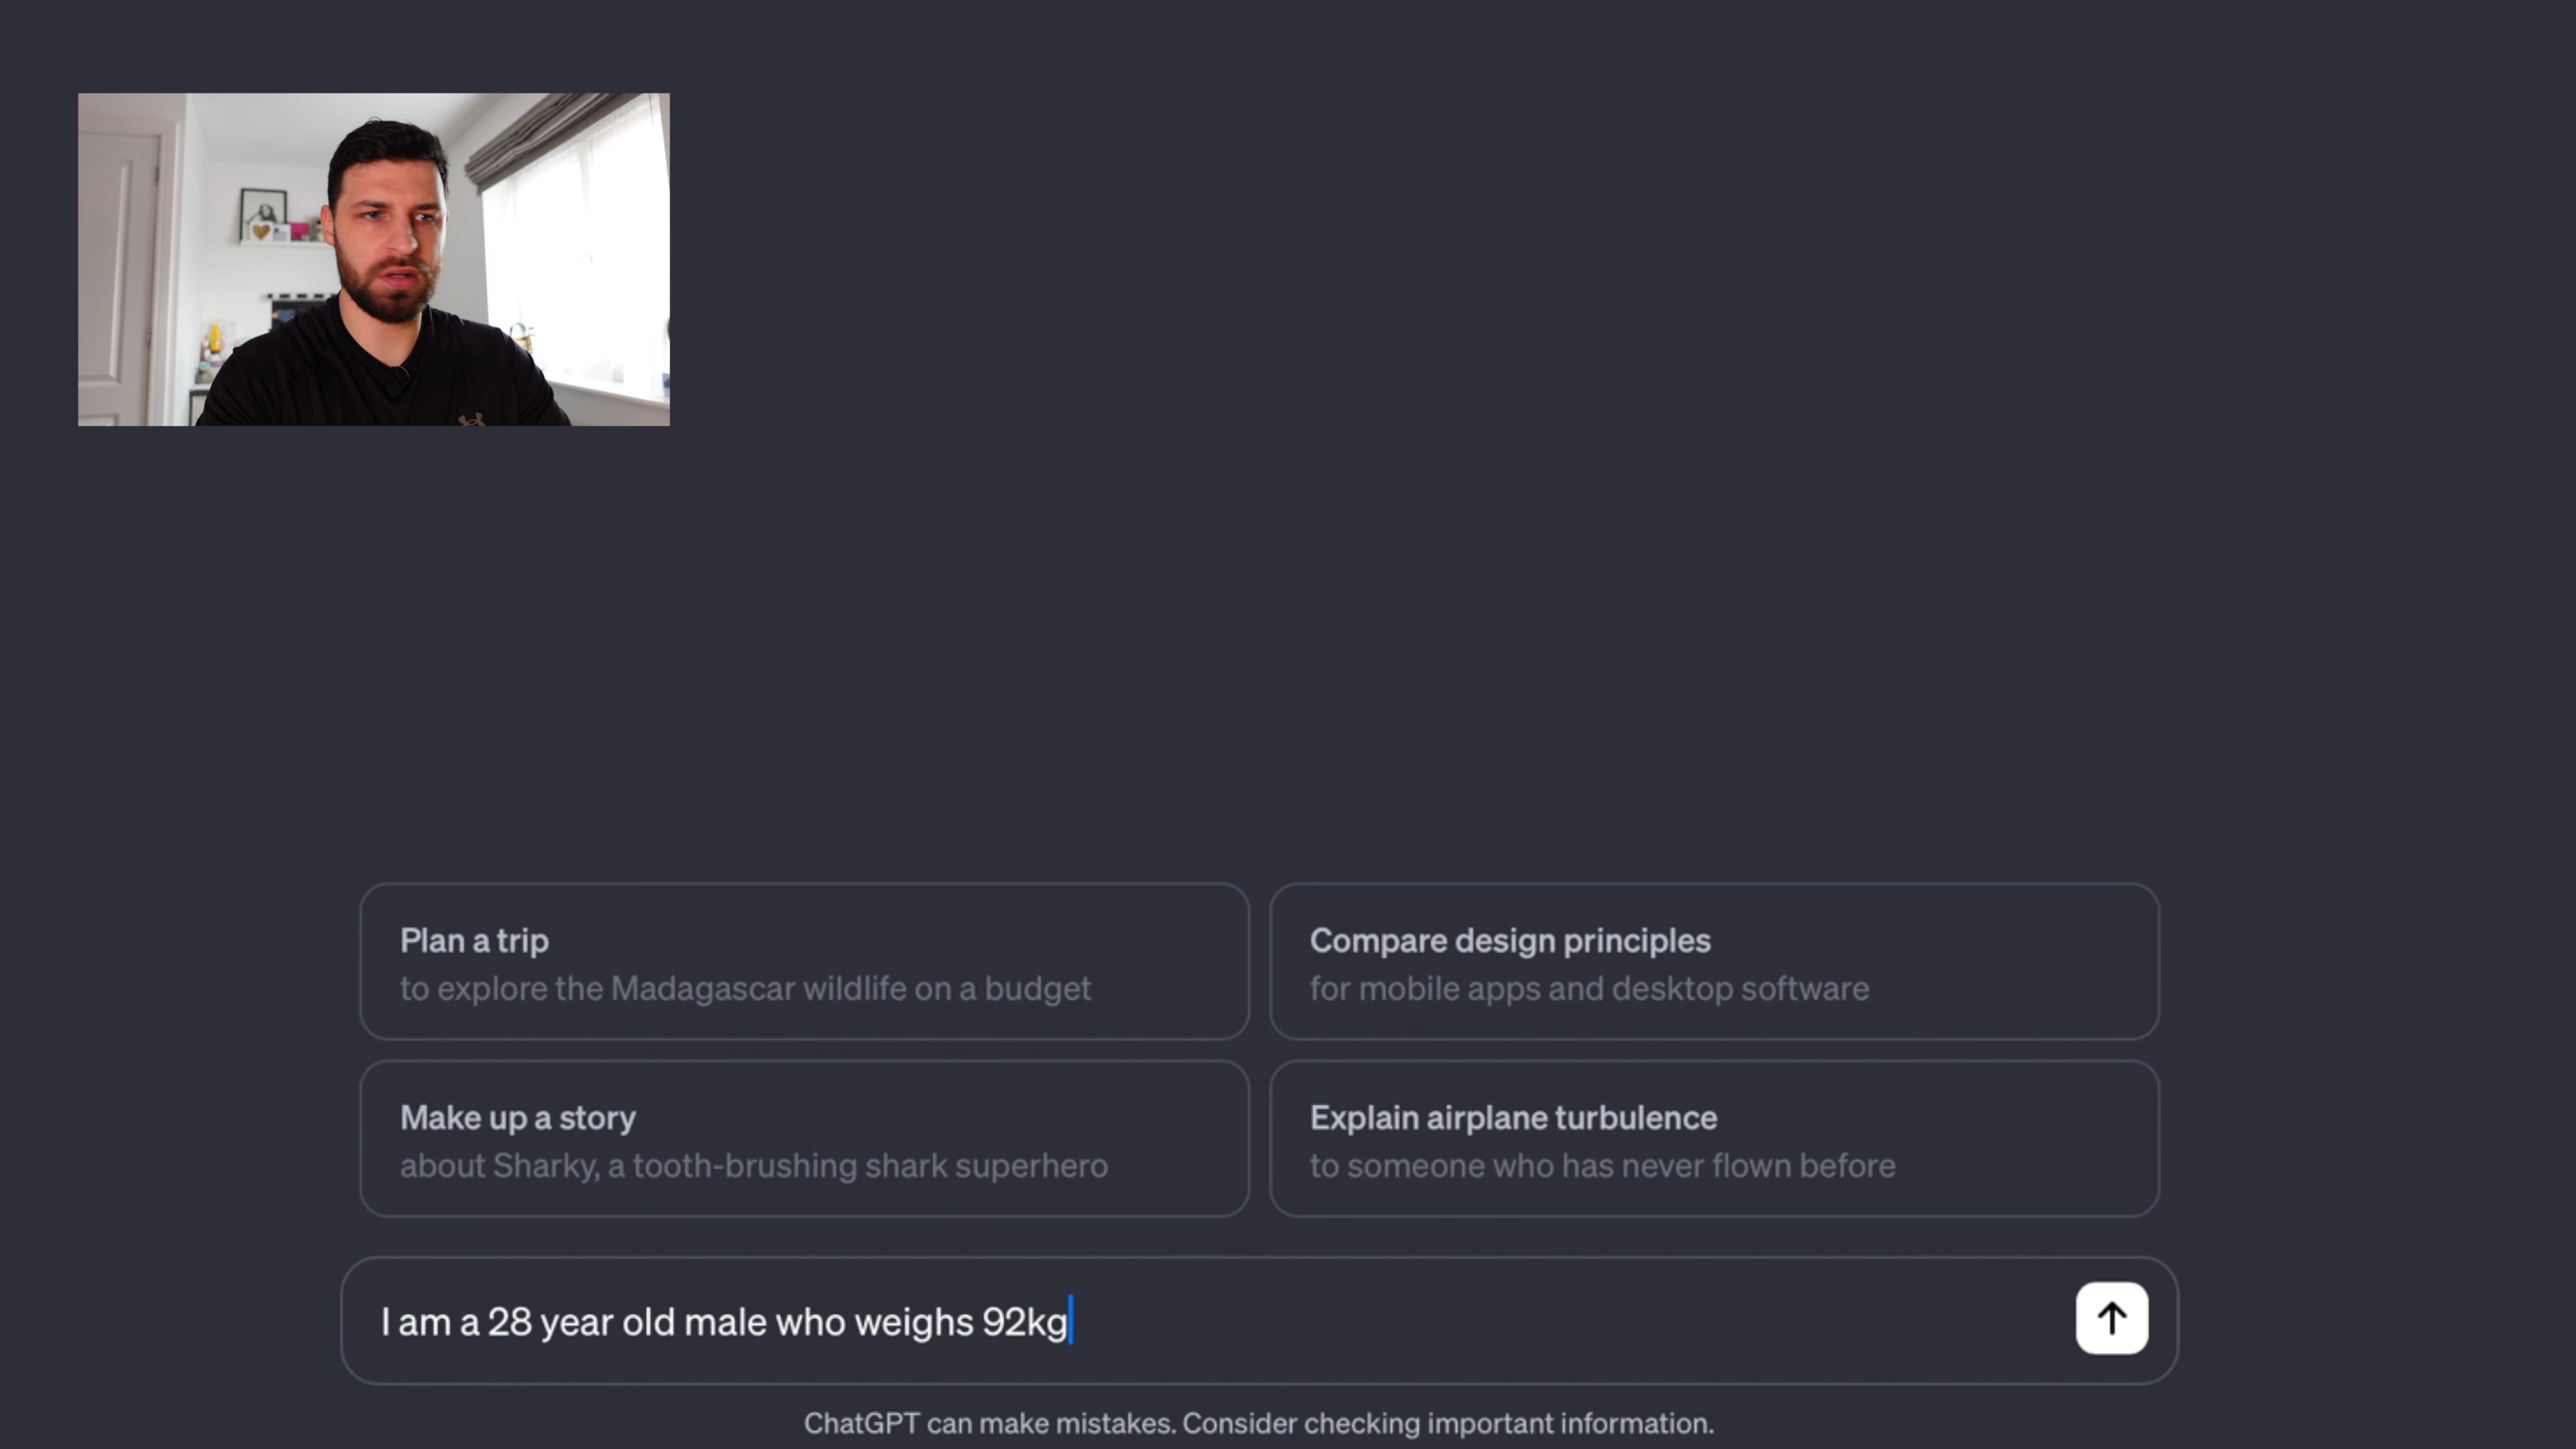 Plan a trip
to explore the Madagascar wildlife on a budget
Compare design principles
for mobile apps and desktop software
Make up a story
about Sharky, a tooth-brushing shark superhero
Explain airplane turbulence
to someone who has never flown before
I am a 28 year old male who weighs 92kg
ChatGPT can make mistakes. Consider checking important information.